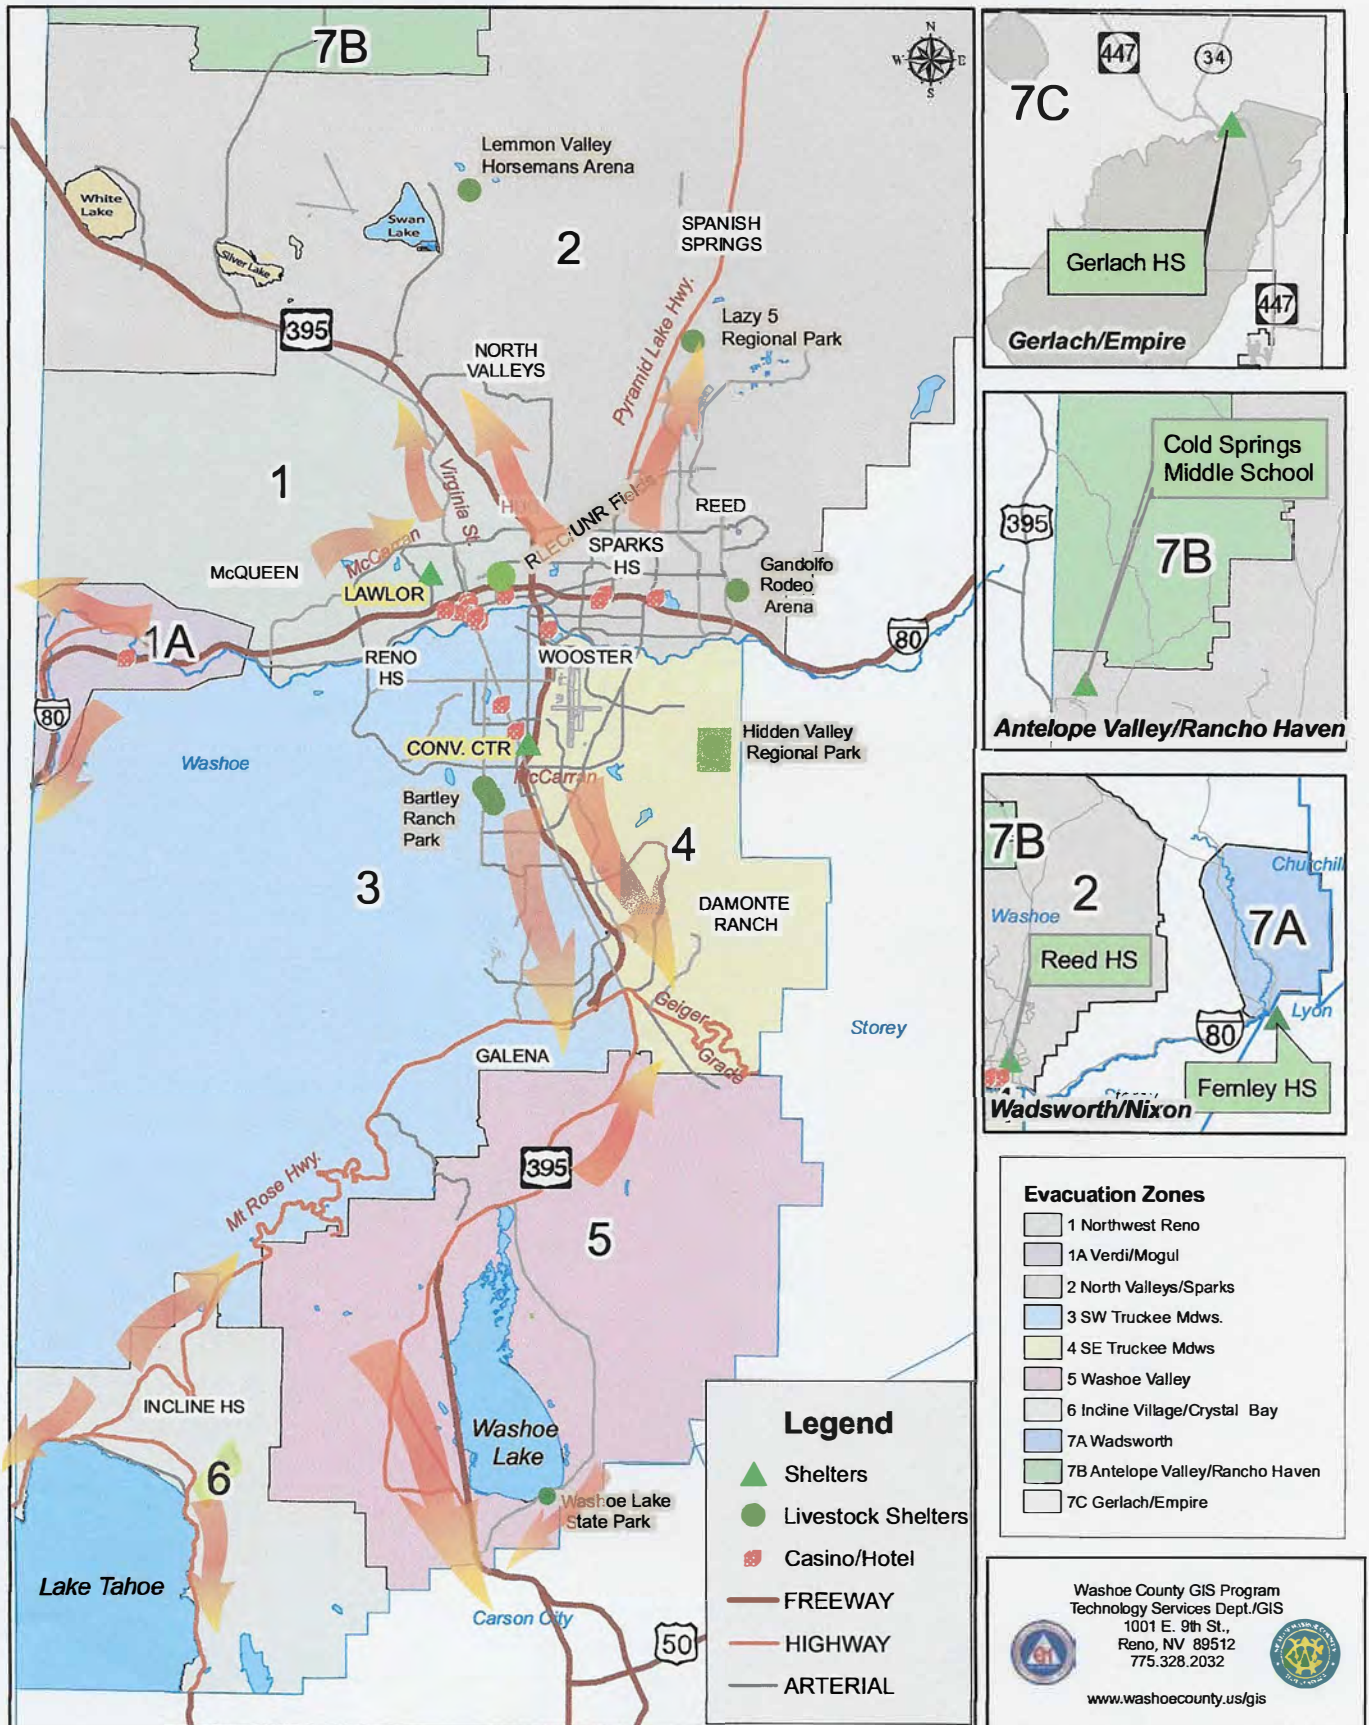 7B
N
W
E
S
Lemmon Valley
Horsemans Arena
White
Lake
Swan
Lake
Silver Lake
2
SPANISH
SPRINGS
395
Pyramid Lake Hwy.
Lazy 5
Regional Park
NORTH
VALLEYS
1
Virginia St.
HUG
RLEC/UNR Fields
REED
McCarran
SPARKS
HS
McQUEEN
LAWLOR
Gandolfo
Rodeo
Arena
1A
80
RENO
HS
WOOSTER
80
Washoe
CONV. CTR
McCarran
Hidden Valley
Regional Park
Bartley
Ranch
Park
3
4
DAMONTE
RANCH
Geiger
Grade
Storey
GALENA
395
Mt Rose Hwy.
5
INCLINE HS
6
Washoe
Lake
Washoe Lake
State Park
Lake Tahoe
Carson City
50
Legend
Shelters
Livestock Shelters
Casino/Hotel
FREEWAY
HIGHWAY
ARTERIAL
447
34
7C
Gerlach HS
447
Gerlach/Empire
Cold Springs
Middle School
395
7B
Antelope Valley/Rancho Haven
7B
2
Churchill
Washoe
7A
Reed HS
80
Lyon
Storey
Fernley HS
Wadsworth/Nixon
Evacuation Zones
1 Northwest Reno
1A Verdi/Mogul
2 North Valleys/Sparks
3 SW Truckee Mdws.
4 SE Truckee Mdws
5 Washoe Valley
6 Incline Village/Crystal Bay
7A Wadsworth
7B Antelope Valley/Rancho Haven
7C Gerlach/Empire
Washoe County GIS Program
Technology Services Dept./GIS
1001 E. 9th St.,
Reno, NV 89512
775.328.2032
www.washoecounty.us/gis